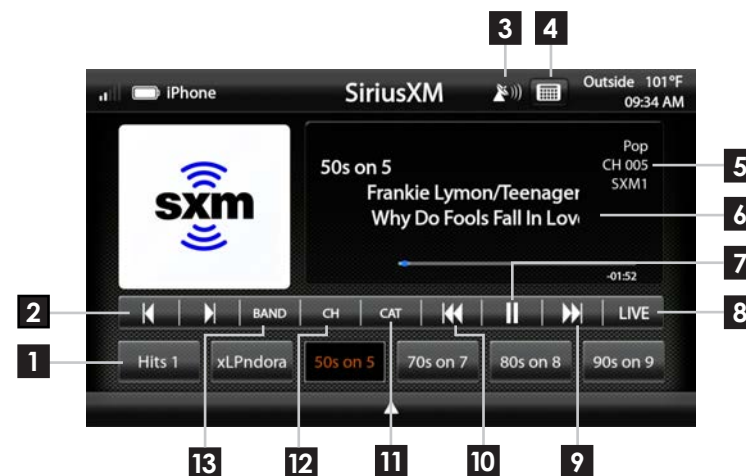 3 4
iPhone SiriusXM Outside 101°F
09:34 AM
sxm
Pop
50s on 5 CH 005 5
SXM1
Frankie Lymon/Teenager
Why Do Fools Fall In Lov 6
7
-01:52
2 BAND CH CAT LIVE 8
1 Hits 1 xLPndora 50s on 5 70s on 7 80s on 8 90s on 9
13 12 11 10 9